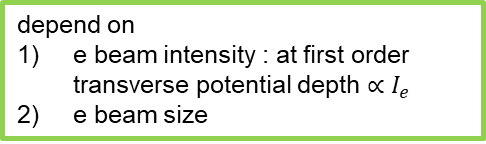 depend on
1) e beam intensity : at first order
transverse potential depth ∝ I_e
2) e beam size